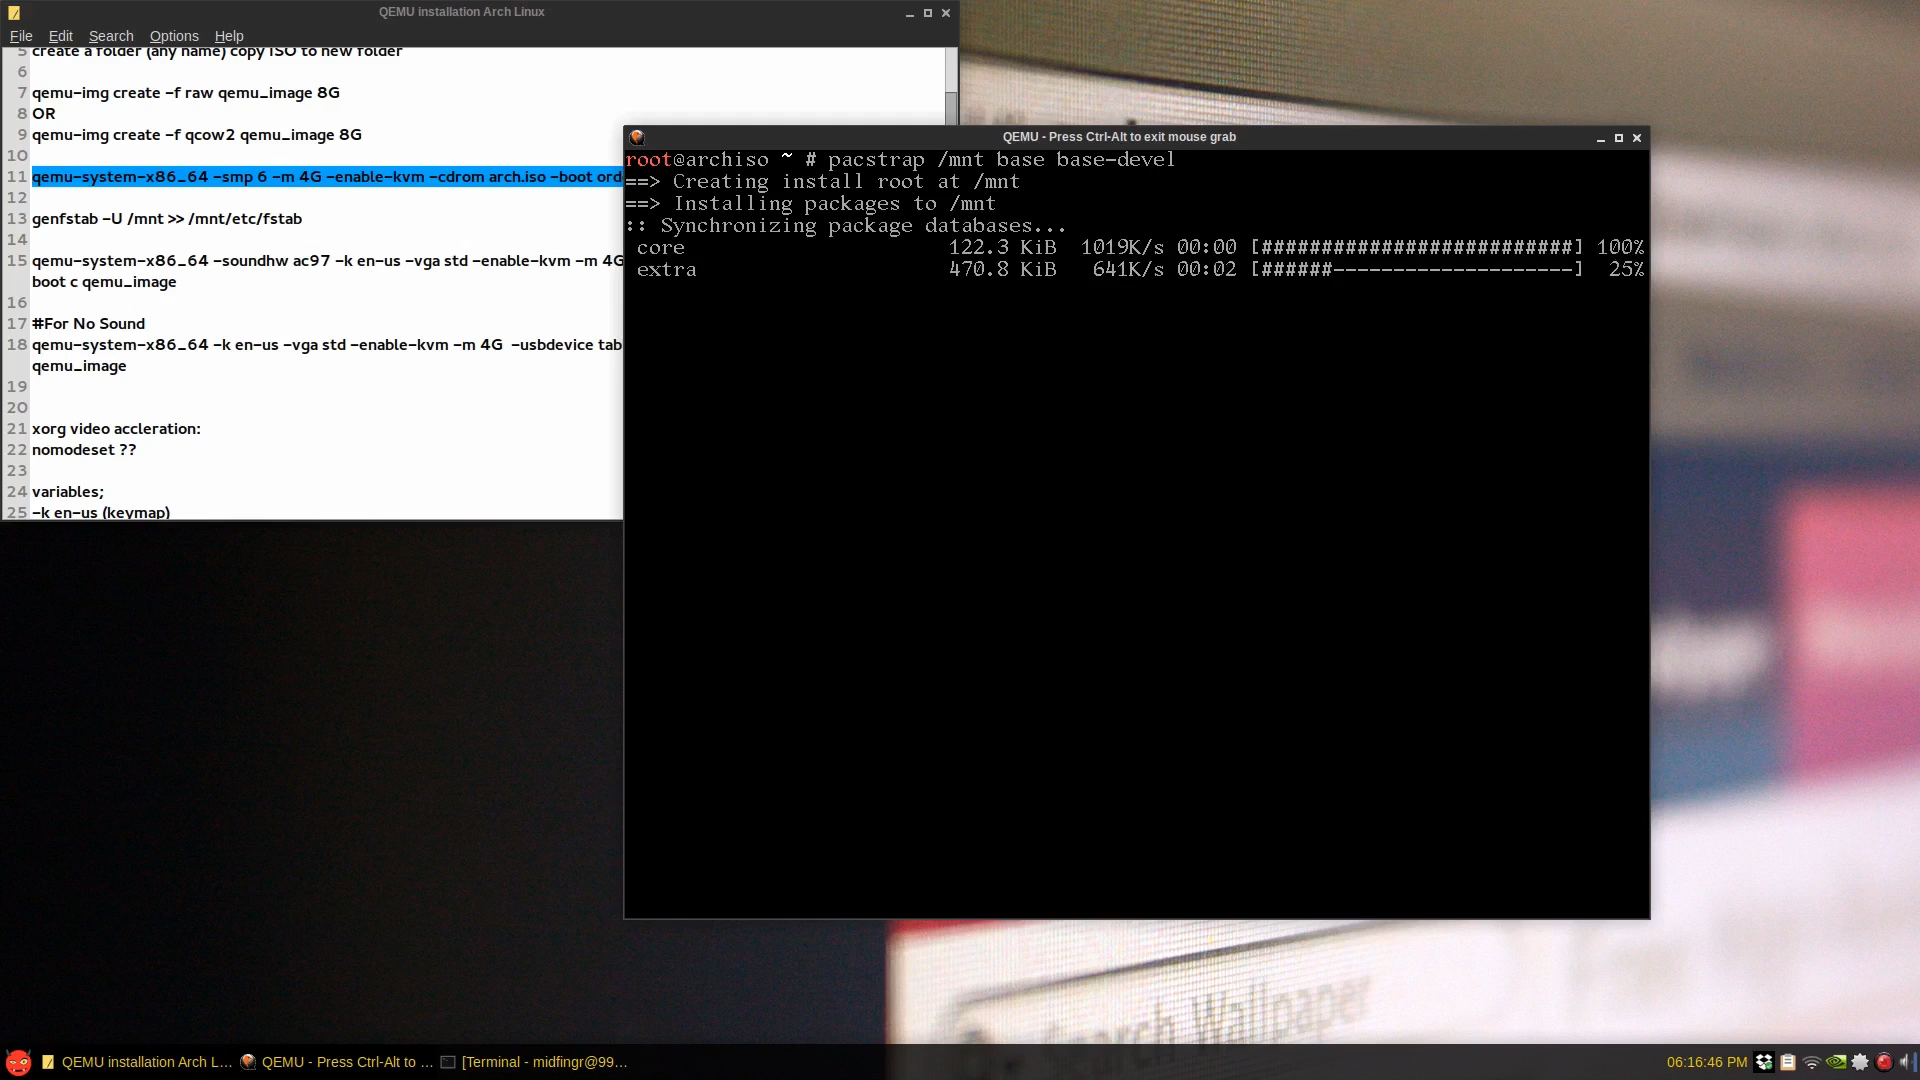 QEMU installation Arch Linux
File Edit Search Options Help
5 create a folder (any name) copy ISO to new folder
6
7 qemu-img create -f raw qemu_image 8G
8 OR
9 qemu-img create -f qcow2 qemu_image 8G
10
11 qemu-system-x86_64 -smp 6 -m 4G -enable-kvm -cdrom arch.iso -boot ord
12
13 genfstab -U /mnt >> /mnt/etc/fstab
14
15 qemu-system-x86_64 -soundhw ac97 -k en-us -vga std -enable-kvm -m 4G
boot c qemu_image
16
17 #For No Sound
18 qemu-system-x86_64 -k en-us -vga std -enable-kvm -m 4G  -usbdevice tab
qemu_image
19
20
21 xorg video accleration:
22 nomodeset ??
23
24 variables;
25 -k en-us (keymap)
QEMU - Press Ctrl-Alt to exit mouse grab
root@archiso ~ # pacstrap /mnt base base-devel
==> Creating install root at /mnt
==> Installing packages to /mnt
:: Synchronizing package databases...
core 122.3 KiB 1019K/s 00:00 [##########################] 100%
extra 470.8 KiB 641K/s 00:02 [######--------------------] 25%
Search Wallpaper
QEMU installation Arch L... QEMU - Press Ctrl-Alt to ... [Terminal - midfingr@99...
06:16:46 PM